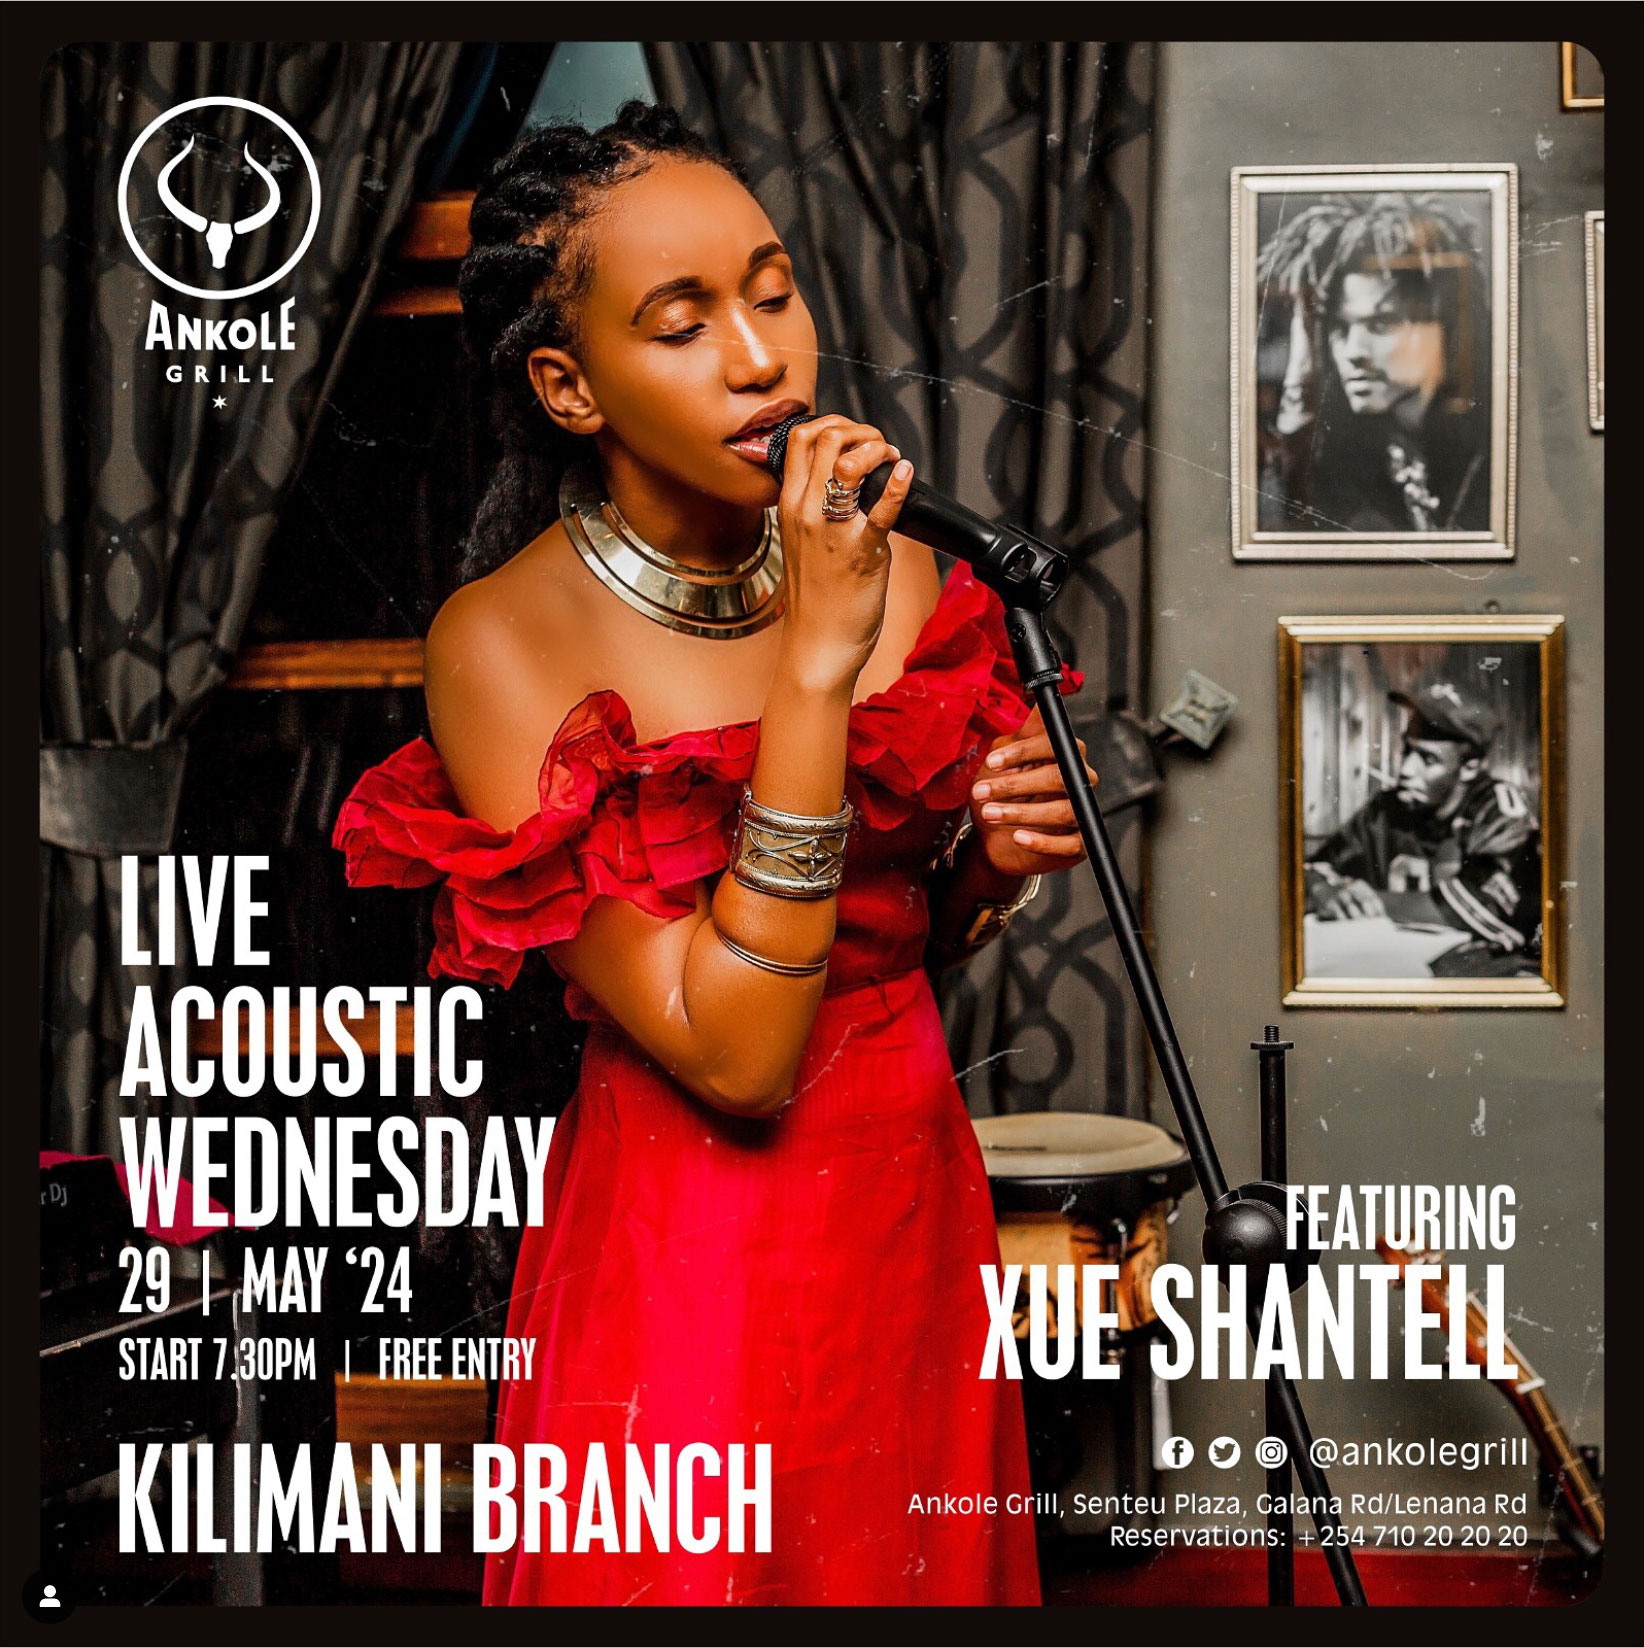 ANKOLE
GRILL
LIVE
ACOUSTIC
WEDNESDAY
29 | MAY ‘24
START 7.30PM | FREE ENTRY
KILIMANI BRANCH
FEATURING
XUE SHANTELL
@ankolegrill
Ankole Grill, Senteu Plaza, Galana Rd/Lenana Rd
Reservations: +254 710 20 20 20